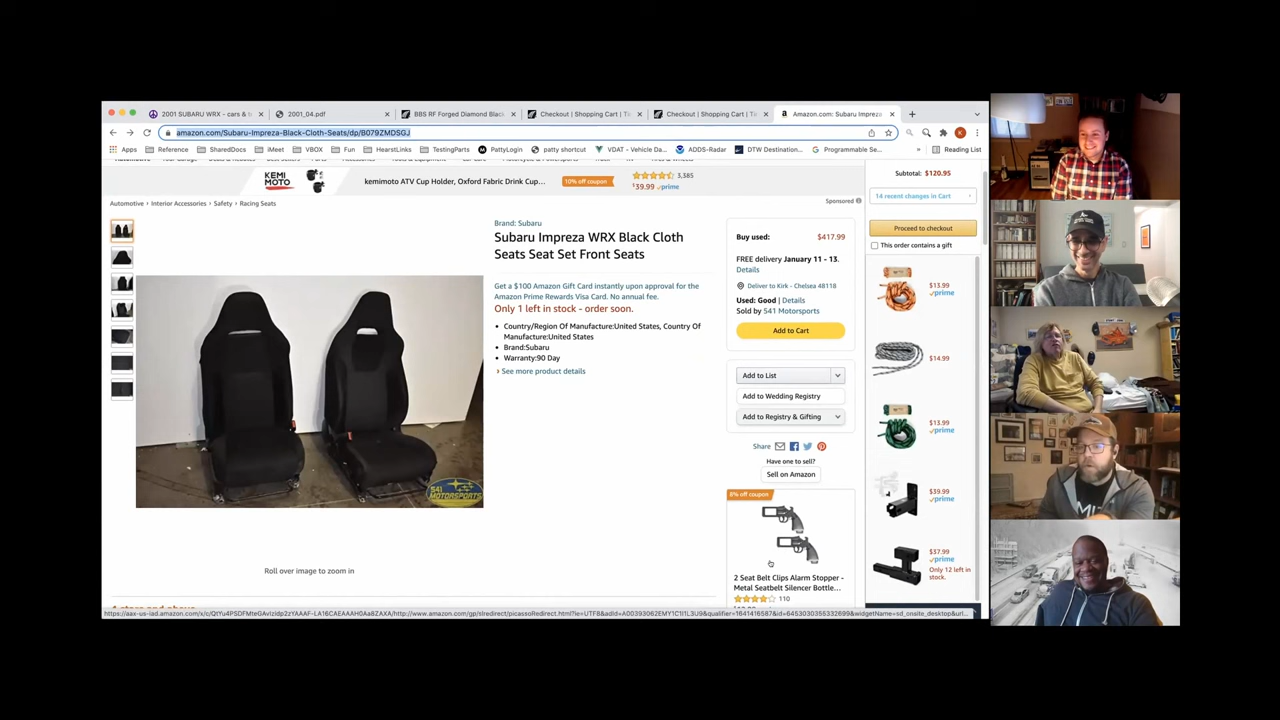 2001 SUBARU WRX - cars & t
2001_04.pdf
BBS RF Forged Diamond Black
Checkout | Shopping Cart | Ti
Checkout | Shopping Cart | Ti
Amazon.com: Subaru Impreza
amazon.com/Subaru-Impreza-Black-Cloth-Seats/dp/B079ZMDSGJ
K
Apps
Reference
SharedDocs
iMeet
VBOX
Fun
HearstLinks
TestingParts
PattyLogin
patty shortcut
VDAT - Vehicle Da...
ADDS-Radar
DTW Destination...
Programmable Se...
»
Reading List
KEMI MOTO
kemimoto ATV Cup Holder, Oxford Fabric Drink Cup...
10% off coupon
3,385
$39.99 prime
Sponsored
Automotive › Interior Accessories › Safety › Racing Seats
Brand: Subaru
Subaru Impreza WRX Black Cloth
Seats Seat Set Front Seats
Get a $100 Amazon Gift Card instantly upon approval for the
Amazon Prime Rewards Visa Card. No annual fee.
Only 1 left in stock - order soon.
• Country/Region Of Manufacture:United States, Country Of
Manufacture:United States
• Brand:Subaru
• Warranty:90 Day
› See more product details
541
MOTORSPORTS
Roll over image to zoom in
Buy used: $417.99
FREE delivery January 11 - 13.
Details
Deliver to Kirk - Chelsea 48118
Used: Good | Details
Sold by 541 Motorsports
Add to Cart
Add to List
Add to Wedding Registry
Add to Registry & Gifting
Share
Have one to sell?
Sell on Amazon
6% off coupon
2 Seat Belt Clips Alarm Stopper -
Metal Seatbelt Silencer Bottle...
110
Subtotal: $120.95
14 recent changes in Cart
Proceed to checkout
This order contains a gift
$13.99
prime
$14.99
$13.99
prime
$39.99
prime
$37.99
prime
Only 12 left in
stock.